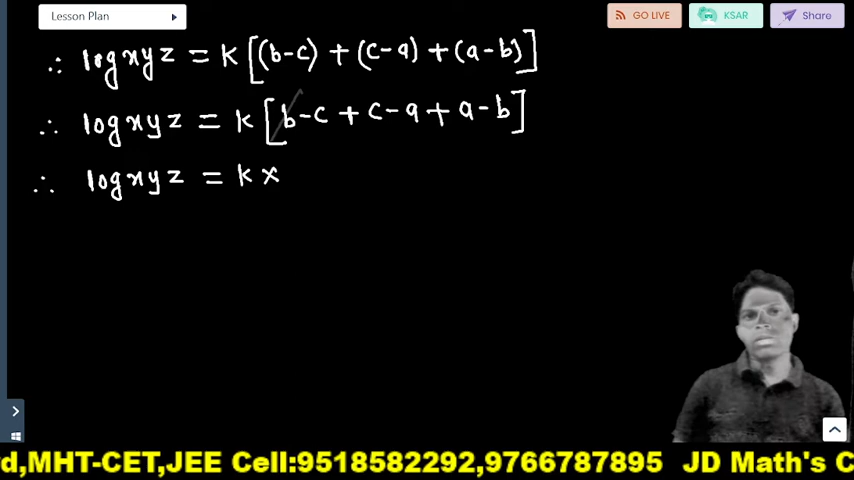 Lesson Plan
GO LIVE
KSAR
Share
∴ log xyz = k[(b-c) + (c-a) + (a-b)]
∴ log xyz = k[b-c + c-a + a-b]
∴ log xyz = k ×
d,MHT-CET,JEE Cell:9518582292,9766787895 JD Math's C